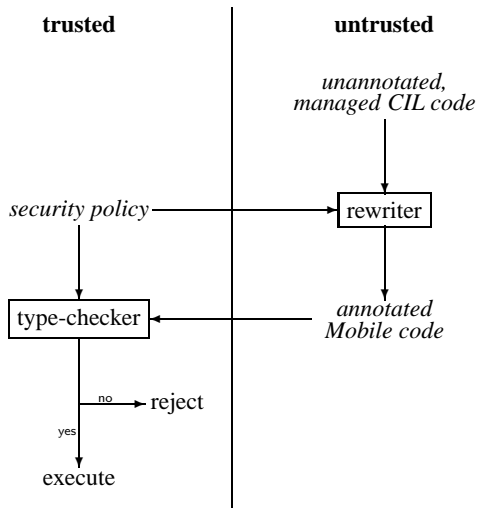 trusted
untrusted
unannotated,
managed CIL code
security policy
rewriter
type-checker
annotated
Mobile code
no
reject
yes
execute